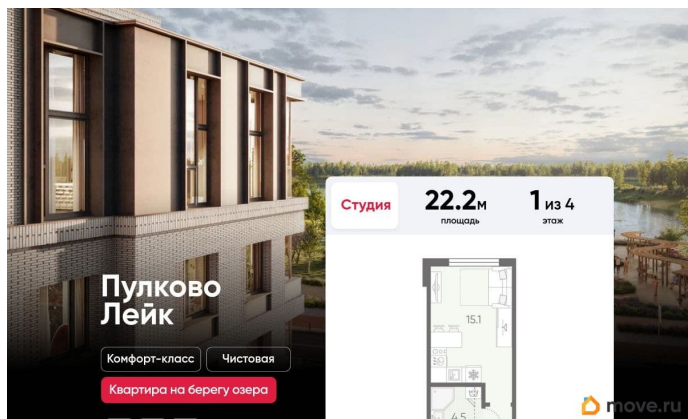 Студия
22.2м
площадь
1 из 4
этаж
Пулково
Лейк
15.1
Комфорт-класс
Чистовая
Квартира на берегу озера
4.5
move.ru